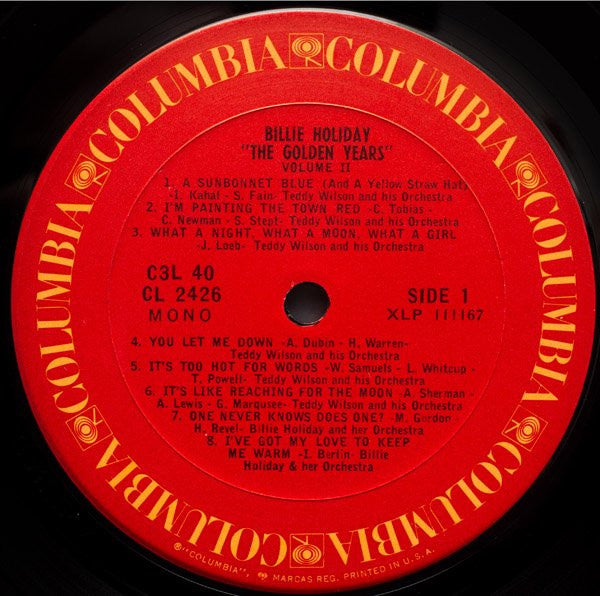 COLUMBIA COLUMBIA COLUMBIA COLUMBIA COLUMBIA COLUMBIA COLUMBIA COLUMBIA
BILLIE HOLIDAY
"THE GOLDEN YEARS"
VOLUME II
1. A SUNBONNET BLUE (And A Yellow Straw Hat)
-I. Kahal - S. Fain- Teddy Wilson and his Orchestra
2. I'M PAINTING THE TOWN RED -C. Tobias -
C. Newman - S. Stept- Teddy Wilson and his Orchestra
3. WHAT A NIGHT, WHAT A MOON, WHAT A GIRL
-J. Loeb- Teddy Wilson and his Orchestra
C3L 40
CL 2426
MONO
SIDE 1
XLP 111167
4. YOU LET ME DOWN -A. Dubin - H. Warren-
Teddy Wilson and his Orchestra
5. IT'S TOO HOT FOR WORDS -W. Samuels - L. Whitcup -
T. Powell- Teddy Wilson and his Orchestra
6. IT'S LIKE REACHING FOR THE MOON -A. Sherman -
A. Lewis - G. Marqusee- Teddy Wilson and his Orchestra
7. ONE NEVER KNOWS DOES ONE? -M. Gordon
H. Revel- Billie Holiday and her Orchestra
8. I'VE GOT MY LOVE TO KEEP
ME WARM -I. Berlin- Billie
Holiday & her Orchestra
®"COLUMBIA", MARCAS REG. PRINTED IN U.S.A.